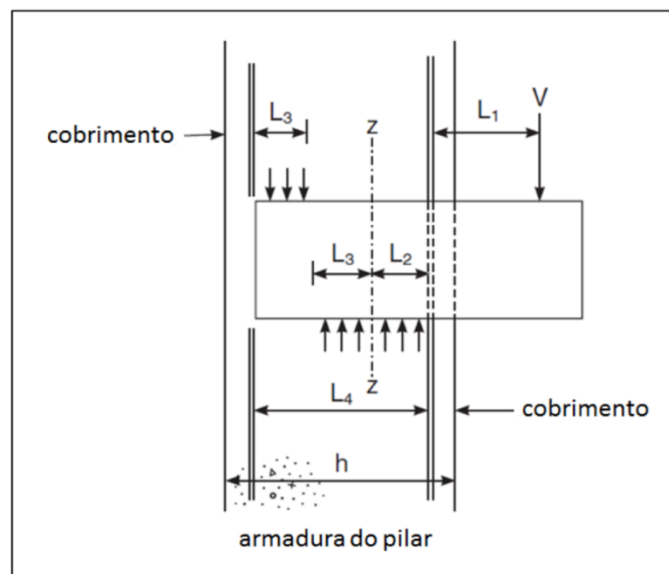 L₃
z
L₁
V
cobrimento
L₃
L₂
L₄
z
cobrimento
h
armadura do pilar